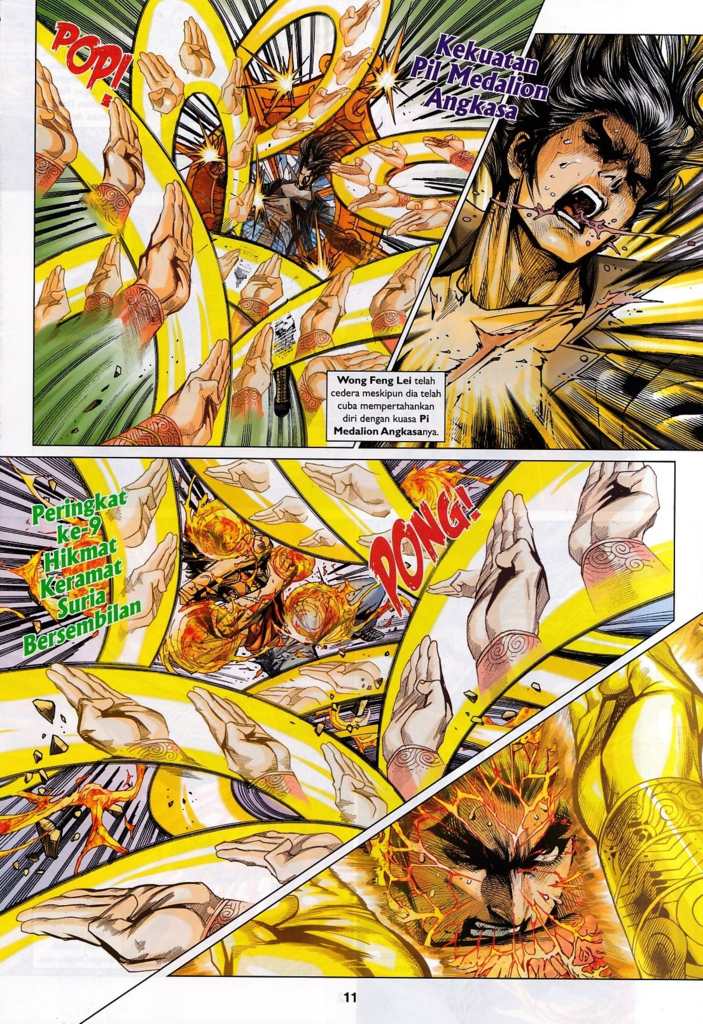 POP!
Kekuatan
Pil Medalion
Angkasa
Wong Feng Lei telah
cedera meskipun dia telah
cuba mempertahankan
diri dengan kuasa Pi
Medalion Angkasanya.
Peringkat
ke-9
Hikmat
Keramat
Suria
Bersembilan
PONG!
11